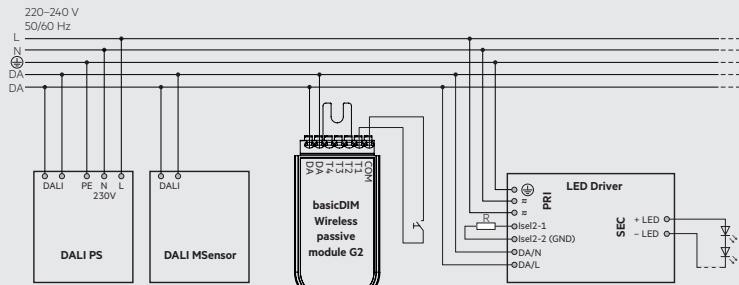 220–240 V
50/60 Hz
L
N
DA
DA
DALI PE N L
230V
DALI PS
DALI
DALI MSensor
DA DA T4 T3 T2 T1 COM
basicDIM
Wireless
passive
module G2
LED Driver
PRI
≈
≈
R
Isel2-1
Isel2-2 (GND)
DA/N
DA/L
SEC
+ LED
– LED